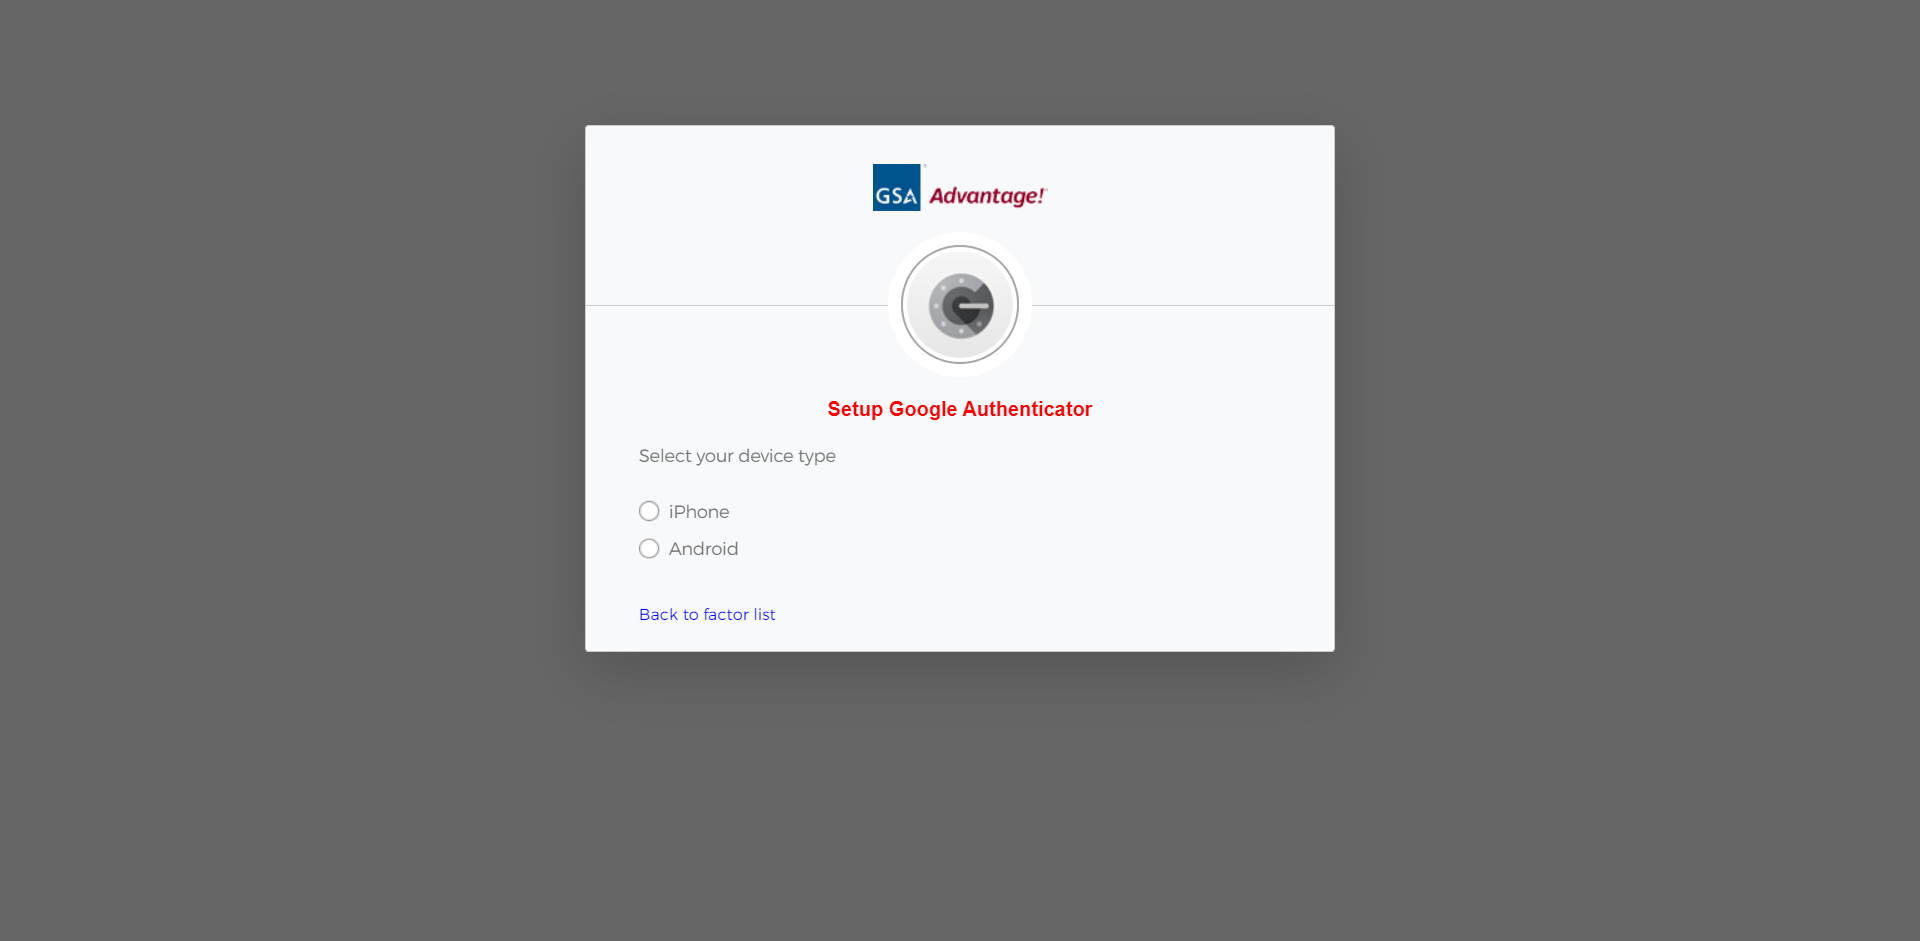 GSA Advantage!
Setup Google Authenticator
Select your device type
iPhone
Android
Back to factor list